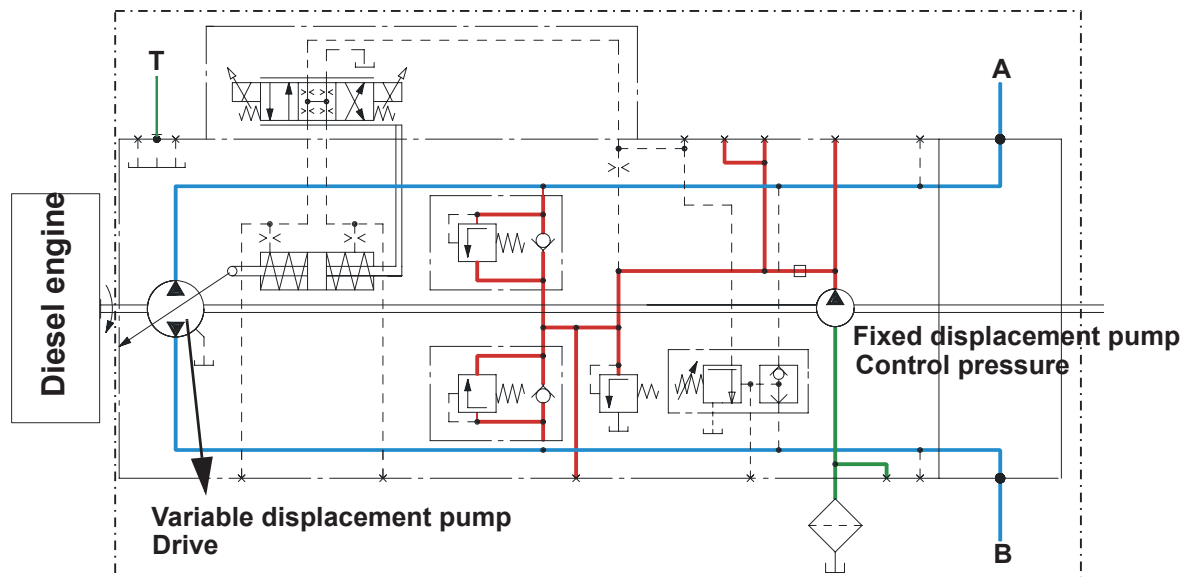 T
A
Diesel engine
Fixed displacement pump
Control pressure
Variable displacement pump
Drive
B